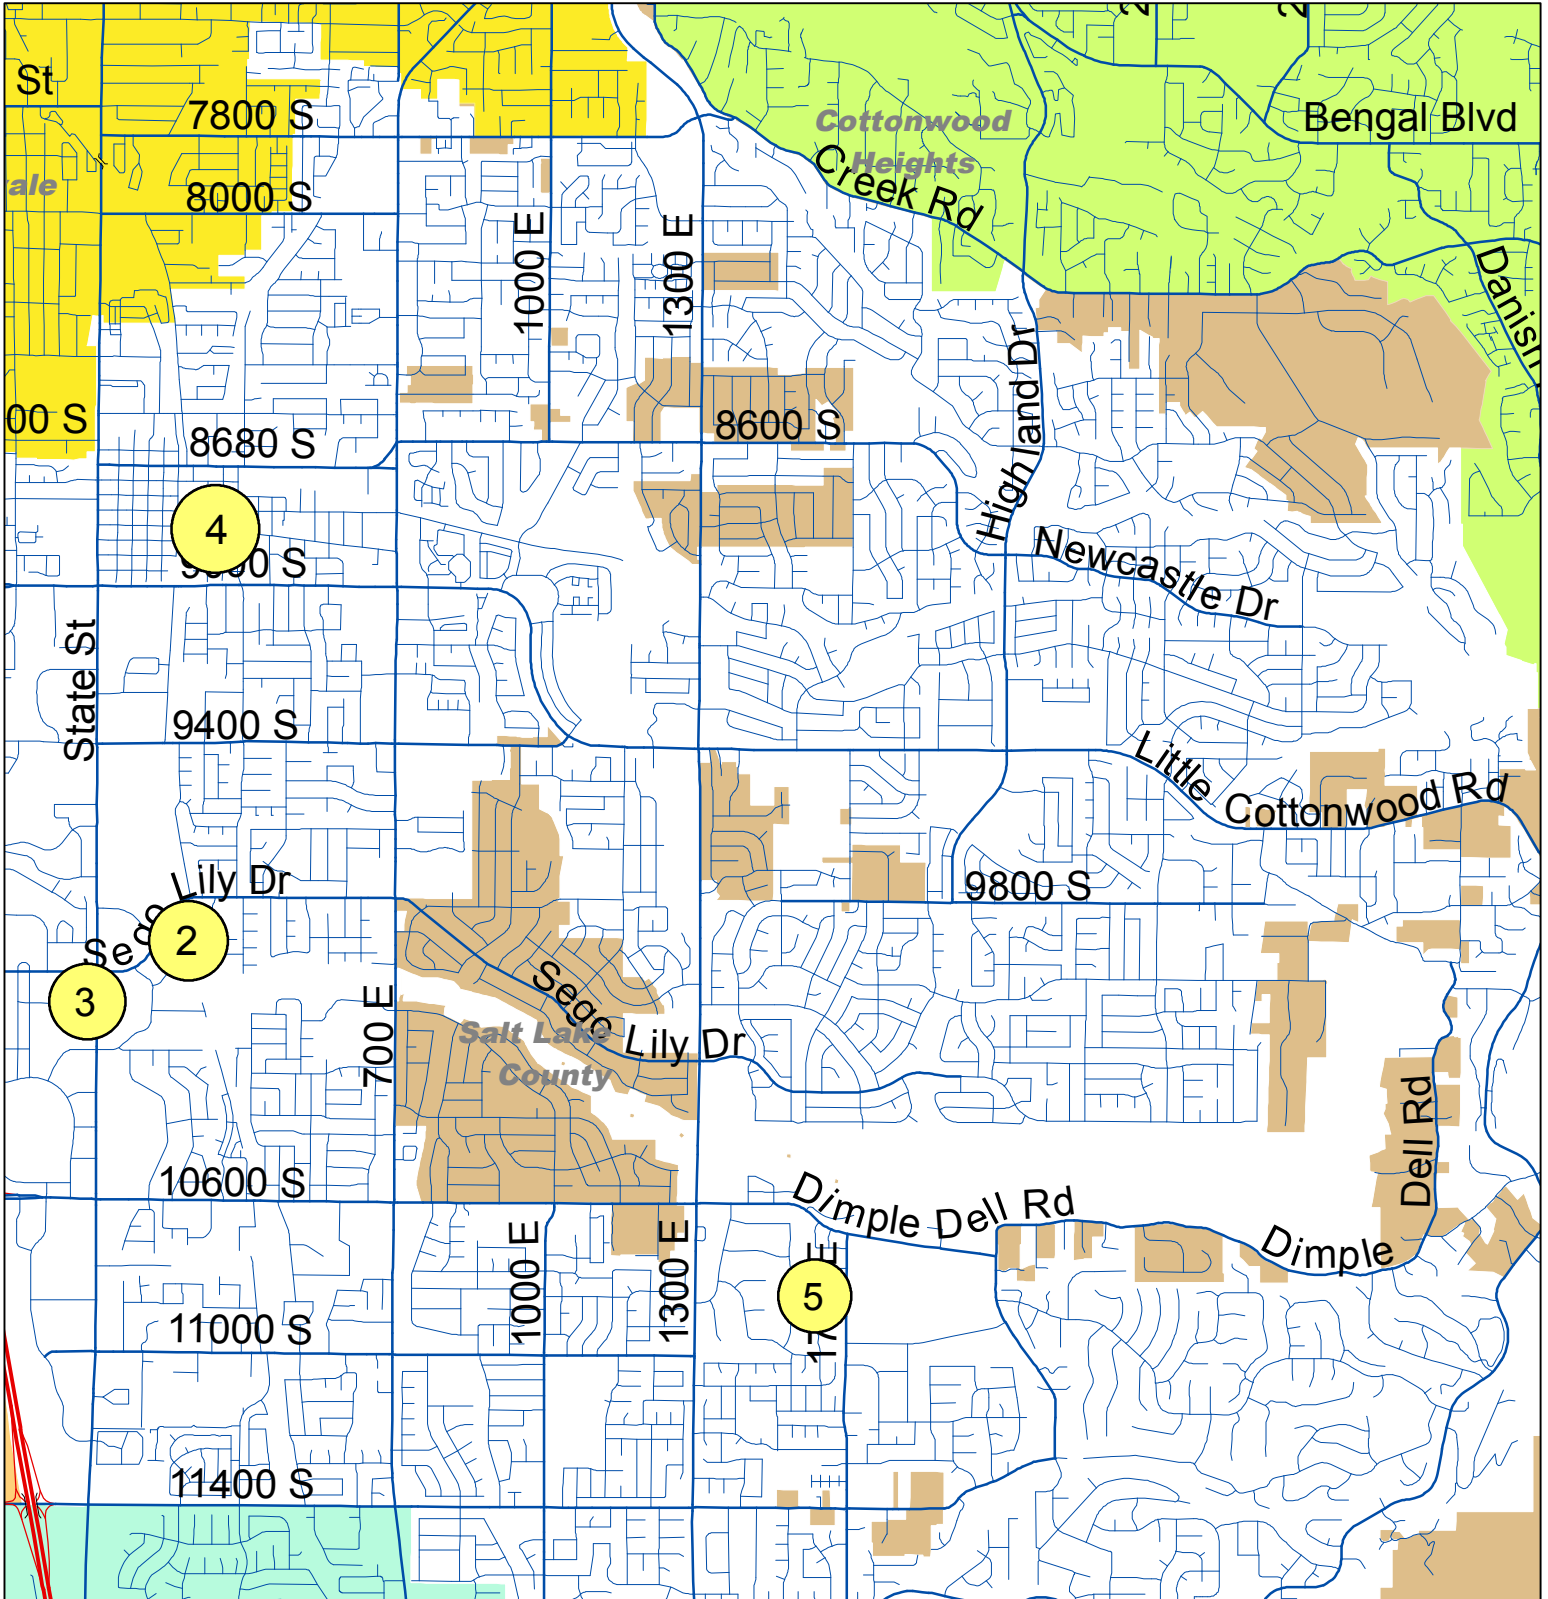 St
7800 S
Bengal Blvd
Cottonwood
Heights
Creek Rd
ale
8000 S
1000 E
1300 E
Danish
Highland Dr
00 S
8680 S
8600 S
4
Newcastle Dr
State St
9400 S
Little
Cottonwood Rd
Sego Lily Dr
9800 S
2
3
700 E
Sego Lily Dr
Salt Lake
County
Dell Rd
10600 S
Dimple Dell Rd
Dimple
1000 E
1300 E
5
11000 S
11400 S